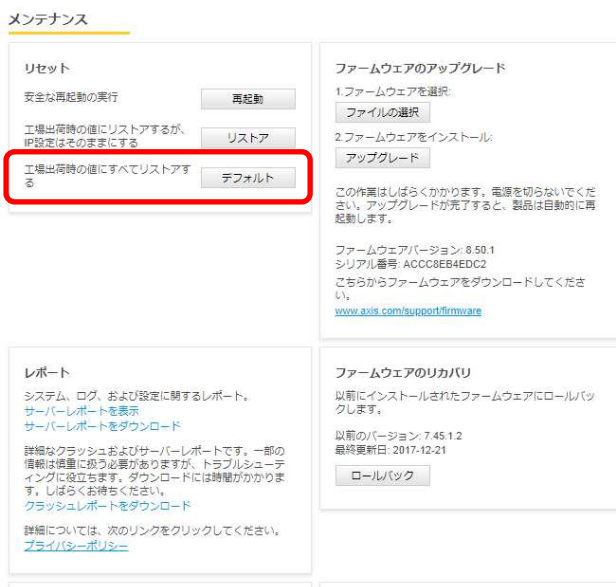 メンテナンス
リセット
安全な再起動の実行
再起動
工場出荷時の値にリストアするが、
IP設定はそのままにする
リストア
工場出荷時の値にすべてリストアす
る
デフォルト
ファームウェアのアップグレード
1.ファームウェアを選択:
ファイルの選択
2.ファームウェアをインストール:
アップグレード
この作業はしばらくかかります。電源を切らないでくだ
さい。アップグレードが完了すると、製品は自動的に再
起動します。
ファームウェアバージョン: 8.50.1
シリアル番号: ACCC8EB4EDC2
こちらからファームウェアをダウンロードしてくださ
い。
www.axis.com/support/firmware
レポート
システム、ログ、および設定に関するレポート。
サーバーレポートを表示
サーバーレポートをダウンロード
詳細なクラッシュおよびサーバーレポートです。一部の
情報は慎重に扱う必要がありますが、トラブルシューテ
ィングに役立ちます。ダウンロードには時間がかかりま
す。しばらくお待ちください。
クラッシュレポートをダウンロード
詳細については、次のリンクをクリックしてください。
プライバシーポリシー
ファームウェアのリカバリ
以前にインストールされたファームウェアにロールバッ
クします。
以前のバージョン: 7.45.1.2
最終更新日: 2017-12-21
ロールバック